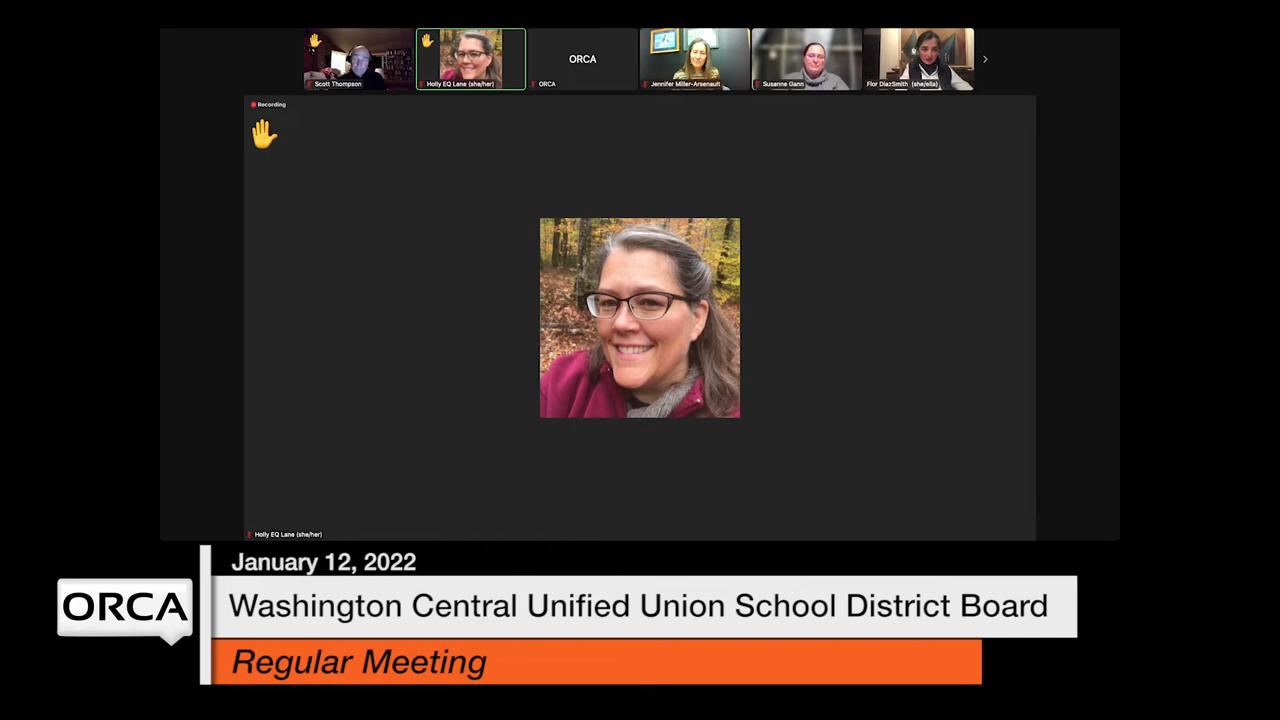 Scott Thompson
Holly EQ Lane (she/her)
ORCA
ORCA
Jennifer Miller-Arsenault
Susanne Gann
Flor DiazSmith (she/ella)
Recording
Holly EQ Lane (she/her)
January 12, 2022
ORCA
Washington Central Unified Union School District Board
Regular Meeting